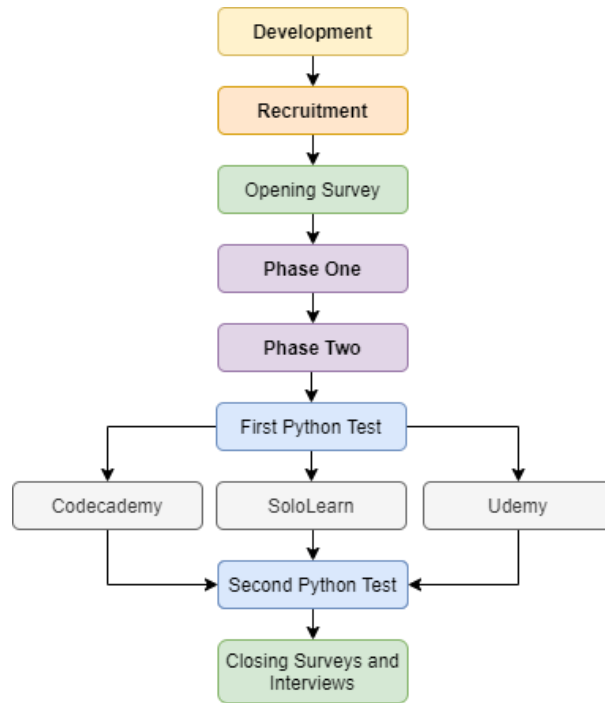 Development
Recruitment
Opening Survey
Phase One
Phase Two
First Python Test
Codecademy
SoloLearn
Udemy
Second Python Test
Closing Surveys and
Interviews